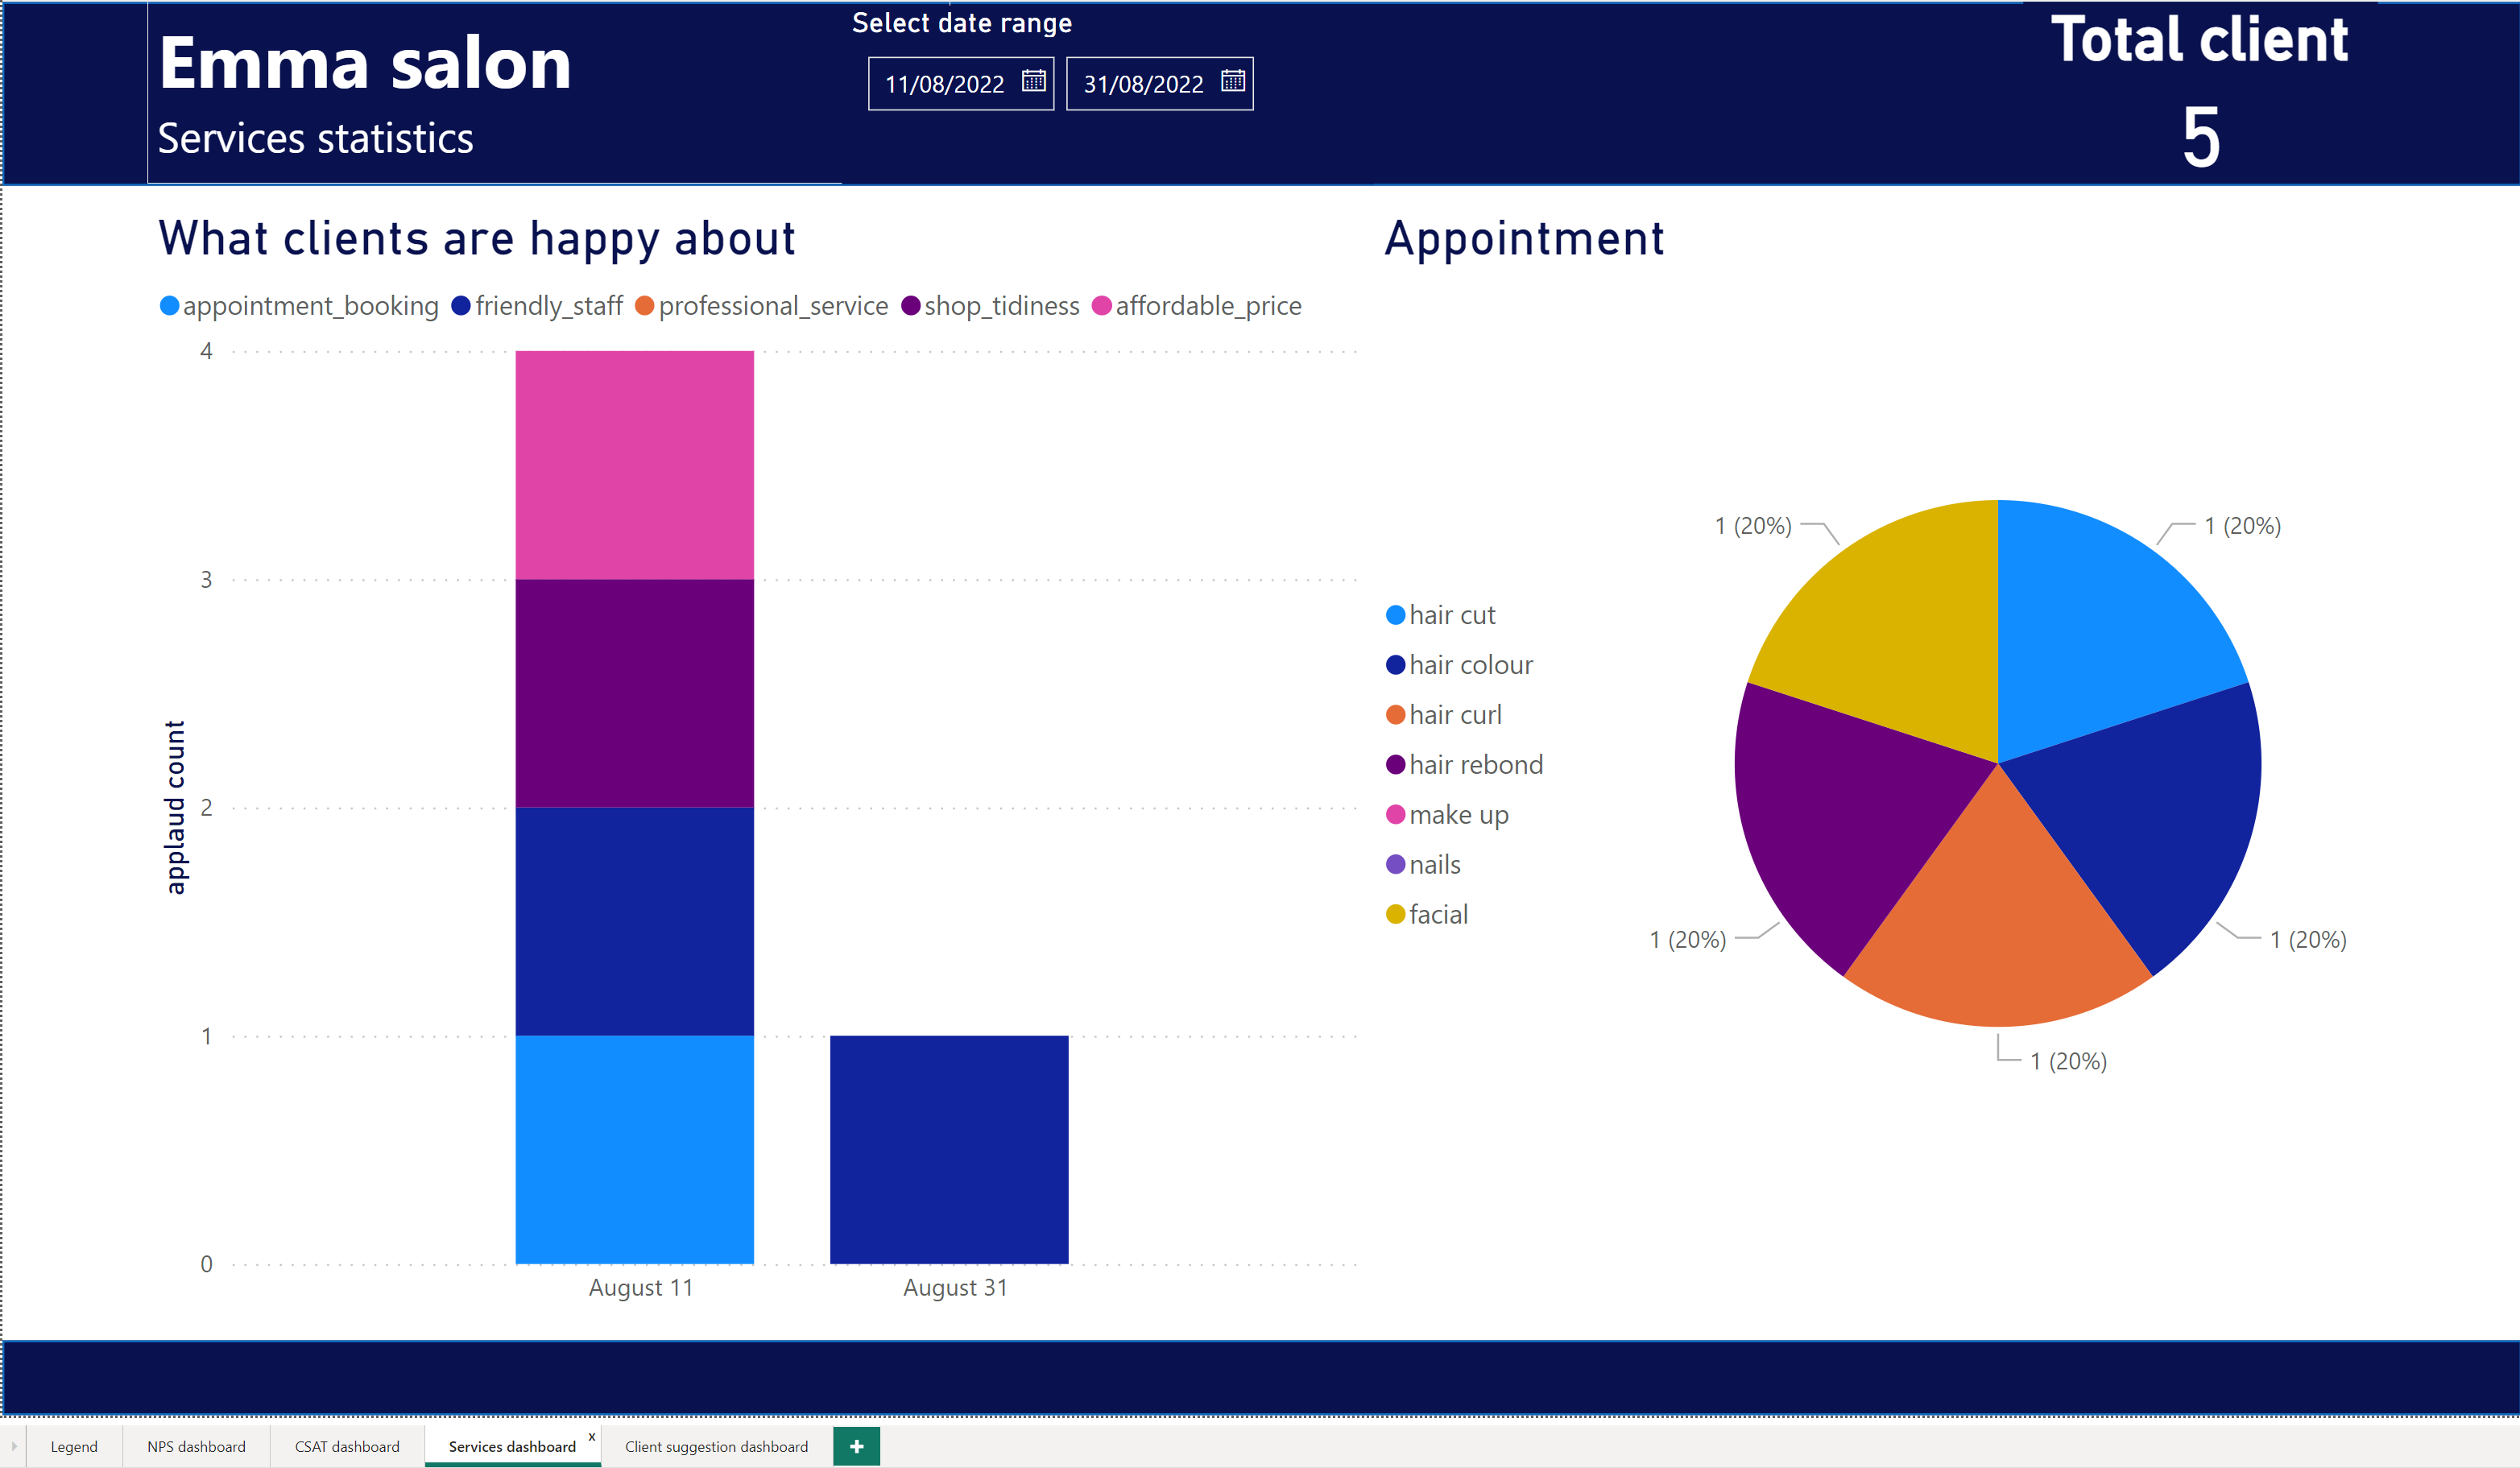 Emma salon
Services statistics
Select date range
11/08/2022 31/08/2022
Total client
5
What clients are happy about
appointment_booking friendly_staff professional_service shop_tidiness affordable_price
applaud count
4
3
2
1
0
August 11 August 31
Appointment
hair cut
hair colour
hair curl
hair rebond
make up
nails
facial
1 (20%) 1 (20%)
1 (20%) 1 (20%)
1 (20%)
Legend NPS dashboard CSAT dashboard Services dashboard x Client suggestion dashboard +